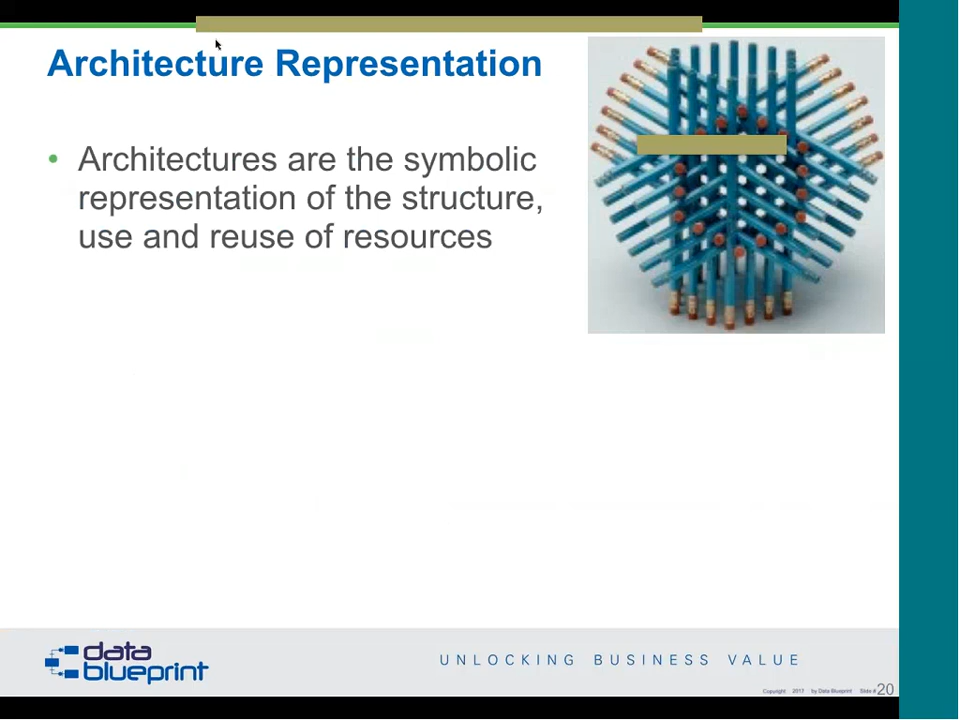 Architecture Representation
• Architectures are the symbolic
representation of the structure,
use and reuse of resources
data
blueprint
UNLOCKING BUSINESS VALUE
Copyright 2013 by Data Blueprint Slide # 20